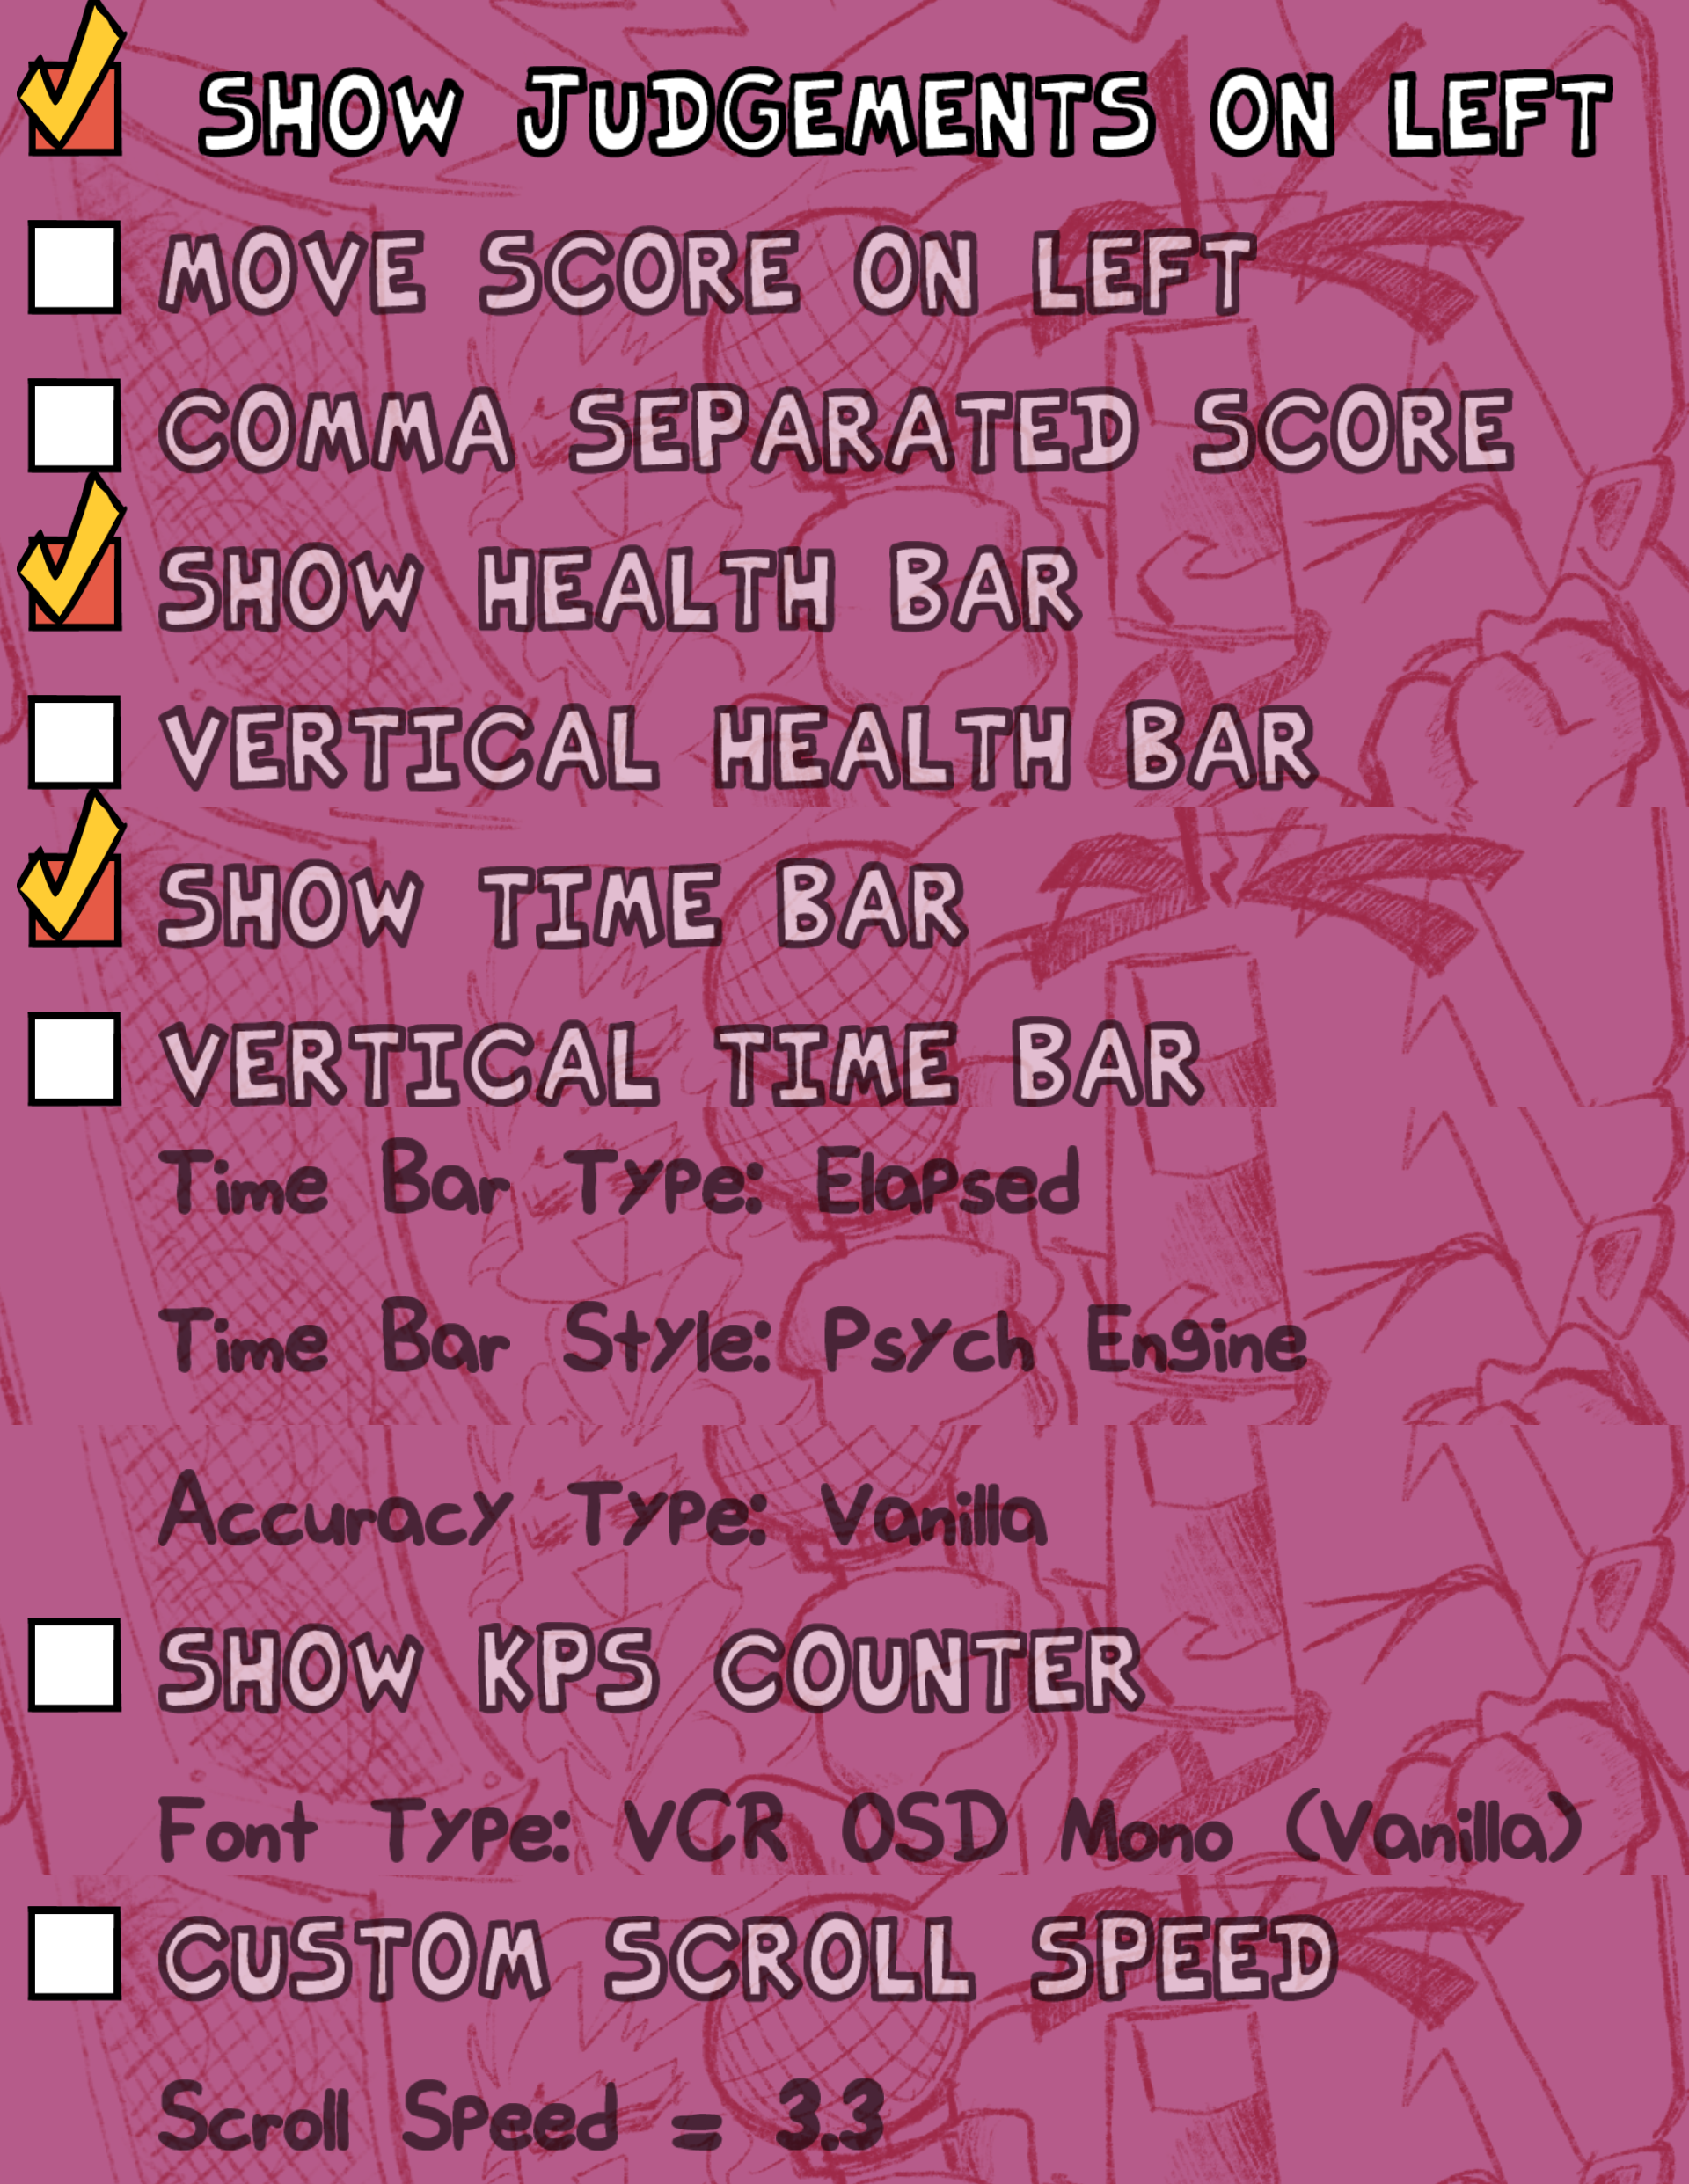 SHOW JUDGEMENTS ON LEFT
MOVE SCORE ON LEFT
COMMA SEPARATED SCORE
SHOW HEALTH BAR
VERTICAL HEALTH BAR
SHOW TIME BAR
VERTICAL TIME BAR
Time Bar Type: Elapsed
Time Bar Style: Psych Engine
Accuracy Type: Vanilla
SHOW KPS COUNTER
Font Type: VCR OSD Mono (Vanilla)
CUSTOM SCROLL SPEED
Scroll Speed = 3.3